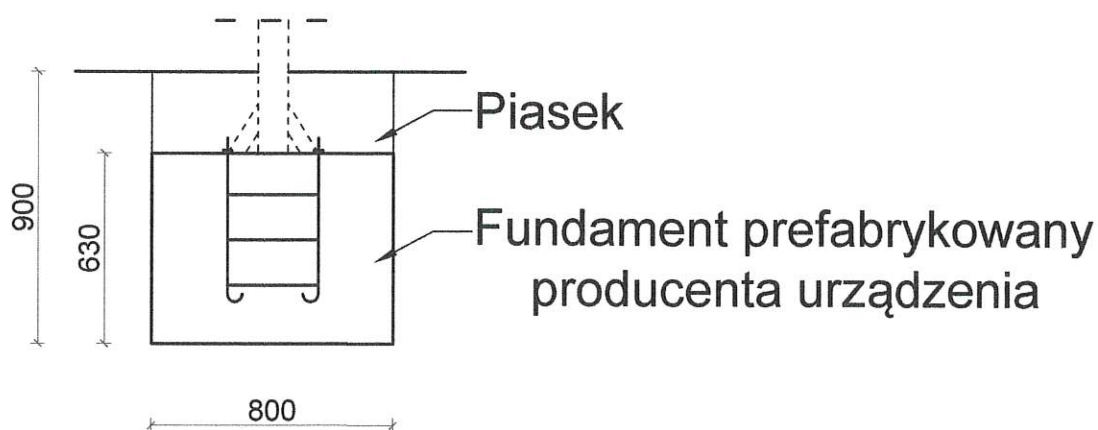 Piasek
900
630
Fundament prefabrykowany
producenta urządzenia
800